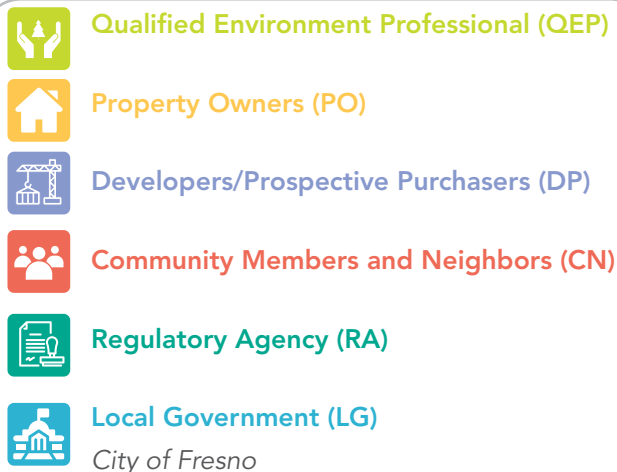 Qualified Environment Professional (QEP)
Property Owners (PO)
Developers/Prospective Purchasers (DP)
Community Members and Neighbors (CN)
Regulatory Agency (RA)
Local Government (LG)
City of Fresno